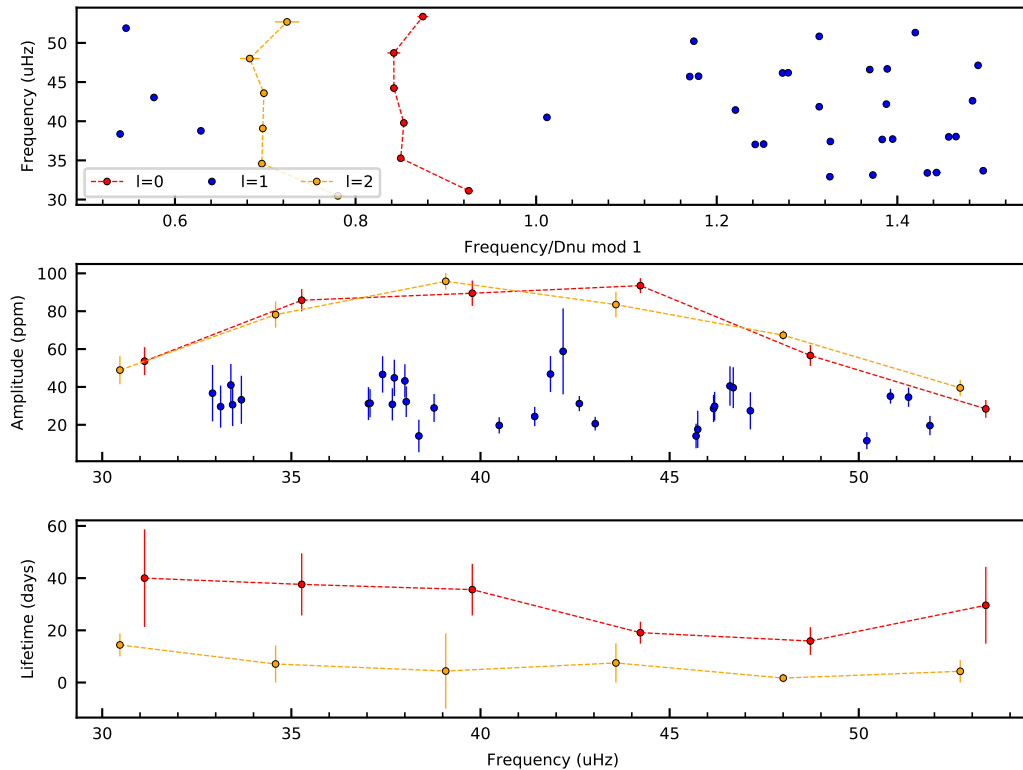 Frequency (uHz)
50
45
40
35
30
l=0 l=1 l=2
0.6 0.8 1.0 1.2 1.4
Frequency/Dnu mod 1
Amplitude (ppm)
100
80
60
40
20
30 35 40 45 50
Lifetime (days)
60
40
20
0
30 35 40 45 50
Frequency (uHz)